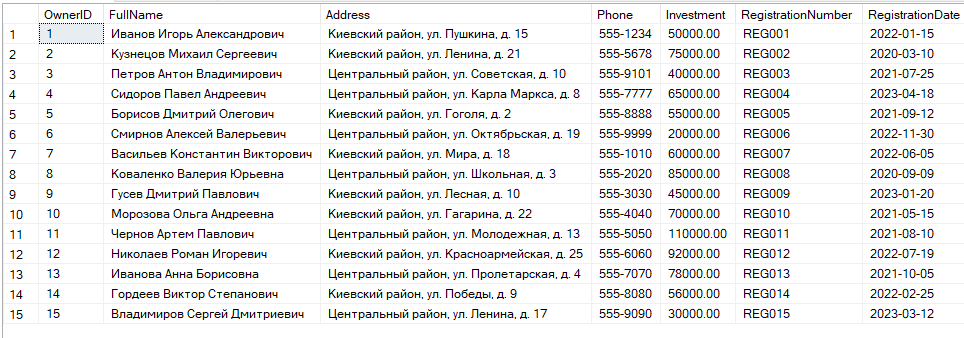 OwnerID FullName Address Phone Investment RegistrationNumber RegistrationDate
1 1 Иванов Игорь Александрович Киевский район, ул. Пушкина, д. 15 555-1234 50000.00 REG001 2022-01-15
2 2 Кузнецов Михаил Сергеевич Киевский район, ул. Ленина, д. 21 555-5678 75000.00 REG002 2020-03-10
3 3 Петров Антон Владимирович Центральный район, ул. Советская, д. 10 555-9101 40000.00 REG003 2021-07-25
4 4 Сидоров Павел Андреевич Центральный район, ул. Карла Маркса, д. 8 555-7777 65000.00 REG004 2023-04-18
5 5 Борисов Дмитрий Олегович Киевский район, ул. Гоголя, д. 2 555-8888 55000.00 REG005 2021-09-12
6 6 Смирнов Алексей Валерьевич Центральный район, ул. Октябрьская, д. 19 555-9999 20000.00 REG006 2022-11-30
7 7 Васильев Константин Викторович Киевский район, ул. Мира, д. 18 555-1010 60000.00 REG007 2022-06-05
8 8 Коваленко Валерия Юрьевна Центральный район, ул. Школьная, д. 3 555-2020 85000.00 REG008 2020-09-09
9 9 Гусев Дмитрий Павлович Киевский район, ул. Лесная, д. 10 555-3030 45000.00 REG009 2023-01-20
10 10 Морозова Ольга Андреевна Киевский район, ул. Гагарина, д. 22 555-4040 70000.00 REG010 2021-05-15
11 11 Чернов Артем Павлович Центральный район, ул. Молодежная, д. 13 555-5050 110000.00 REG011 2021-08-10
12 12 Николаев Роман Игоревич Киевский район, ул. Красноармейская, д. 25 555-6060 92000.00 REG012 2022-07-19
13 13 Иванова Анна Борисовна Центральный район, ул. Пролетарская, д. 4 555-7070 78000.00 REG013 2021-10-05
14 14 Гордеев Виктор Степанович Киевский район, ул. Победы, д. 9 555-8080 56000.00 REG014 2022-02-25
15 15 Владимиров Сергей Дмитриевич Центральный район, ул. Ленина, д. 17 555-9090 30000.00 REG015 2023-03-12